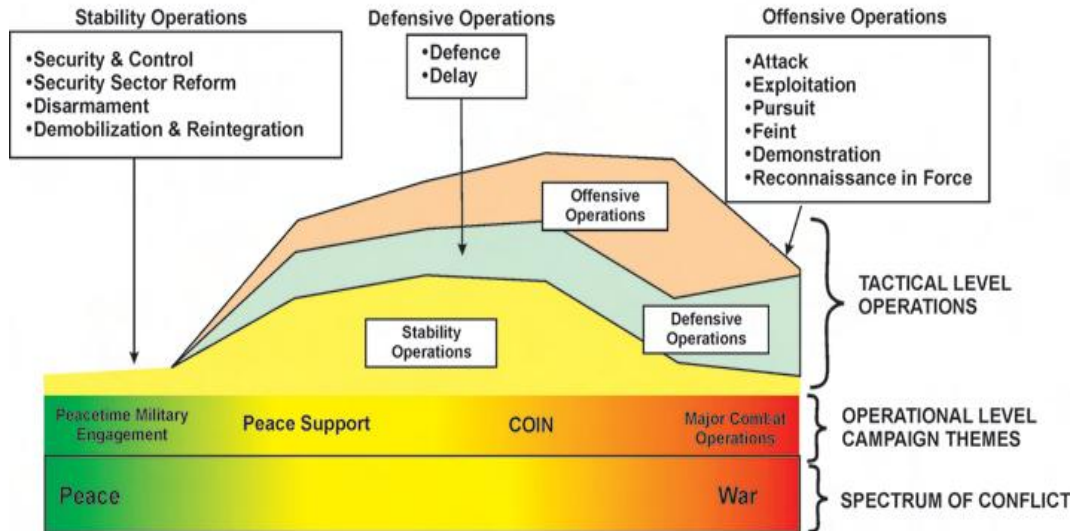 Stability Operations
•Security & Control
•Security Sector Reform
•Disarmament
•Demobilization & Reintegration
Defensive Operations
•Defence
•Delay
Offensive Operations
•Attack
•Exploitation
•Pursuit
•Feint
•Demonstration
•Reconnaissance in Force
Offensive
Operations
Stability
Operations
Defensive
Operations
TACTICAL LEVEL
OPERATIONS
Peacetime Military
Engagement
Peace Support
COIN
Major Combat
Operations
OPERATIONAL LEVEL
CAMPAIGN THEMES
Peace
War
SPECTRUM OF CONFLICT